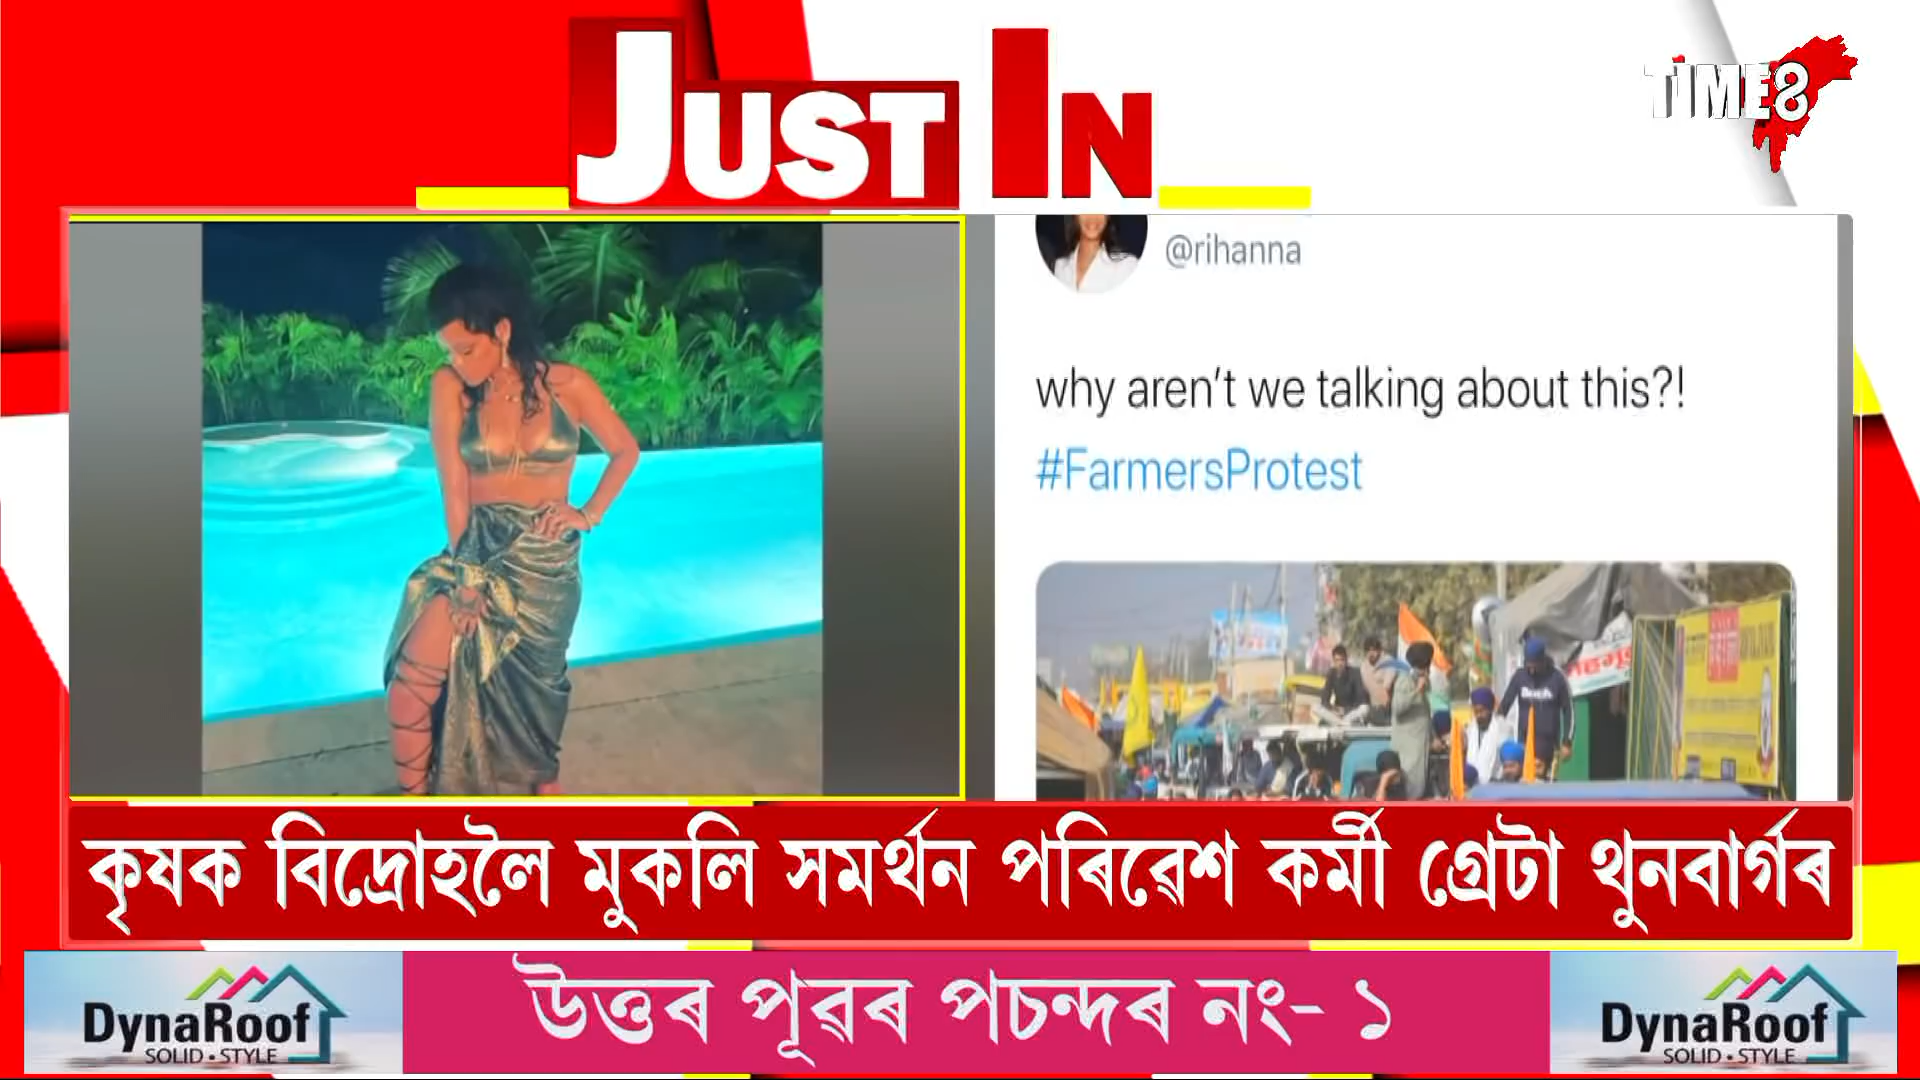 JUST IN
TIME8
@rihanna
why aren't we talking about this?!
#FarmersProtest
কৃষক বিদ্ৰোহলৈ মুকলি সমৰ্থন পৰিৱেশ কৰ্মী গ্ৰেটা থুনবাৰ্গৰ
DynaRoof
SOLID • STYLE
উত্তৰ পূৱৰ পচন্দৰ নং- ১
DynaRoof
SOLID • STYLE